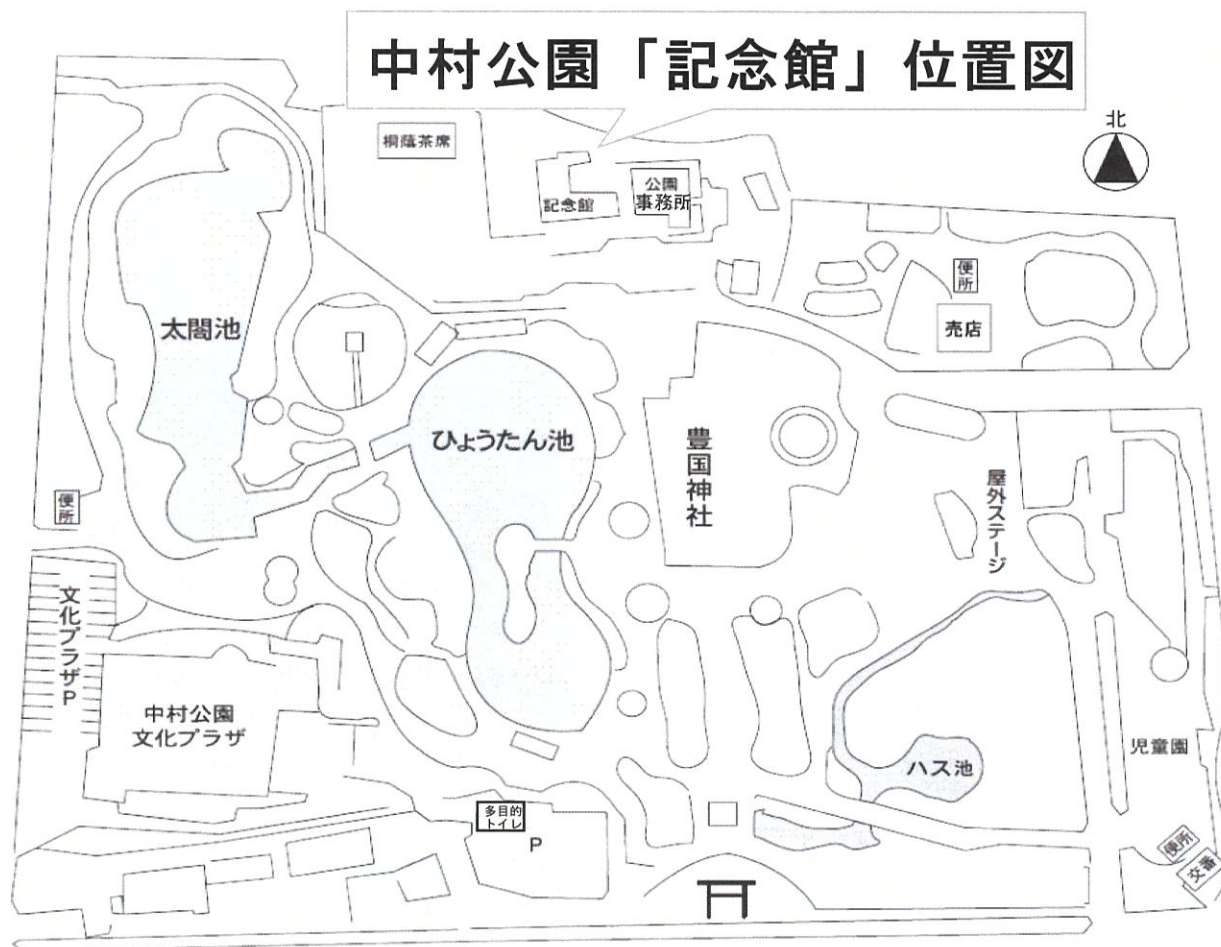 中村公園「記念館」位置図
北
桐蔭茶席
記念館
公園
事務所
便所
売店
太閤池
ひょうたん池
豊国神社
屋外ステージ
便所
文化プラザP
中村公園
文化プラザ
ハス池
児童園
多目的
トイレ
P
便所
交番